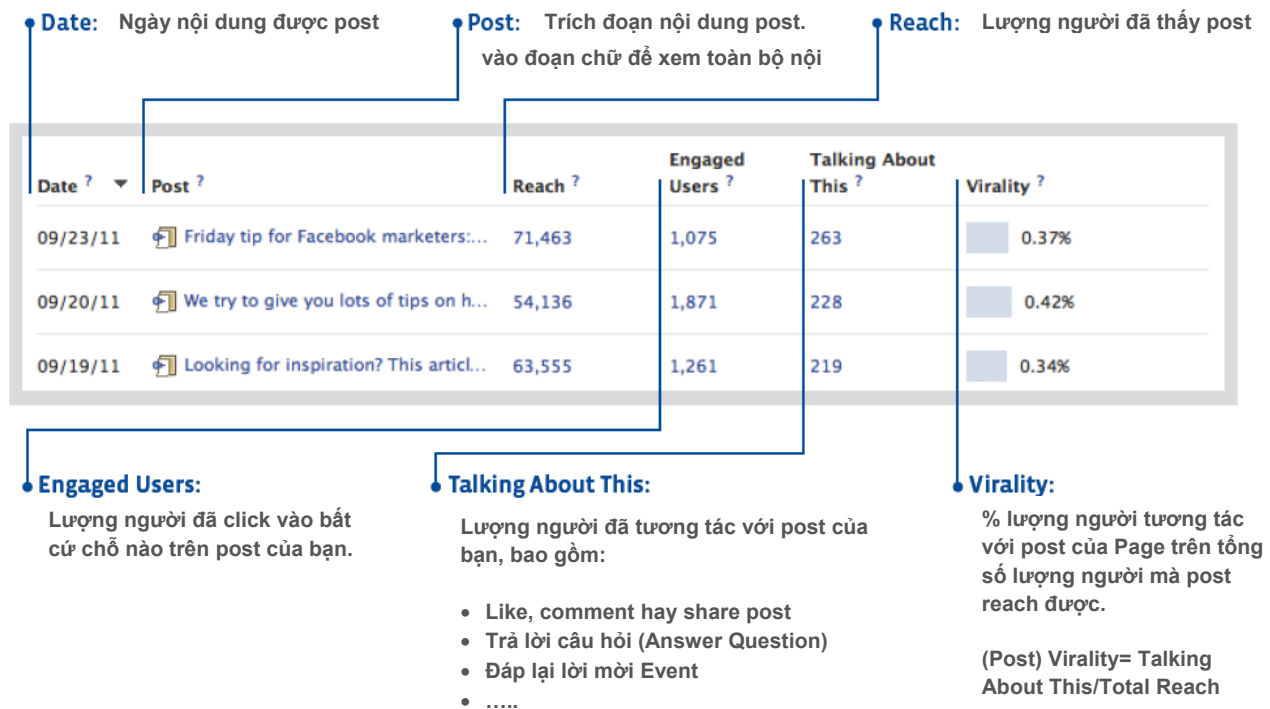 Date: Ngày nội dung được post
Post: Trích đoạn nội dung post.
vào đoạn chữ để xem toàn bộ nội
Reach: Lượng người đã thấy post
Date ? Post ? Reach ? Engaged Users ? Talking About This ? Virality ?
09/23/11 Friday tip for Facebook marketers:... 71,463 1,075 263 0.37%
09/20/11 We try to give you lots of tips on h... 54,136 1,871 228 0.42%
09/19/11 Looking for inspiration? This articl... 63,555 1,261 219 0.34%
Engaged Users:
Lượng người đã click vào bất
cứ chỗ nào trên post của bạn.
Talking About This:
Lượng người đã tương tác với post của
bạn, bao gồm:
• Like, comment hay share post
• Trả lời câu hỏi (Answer Question)
• Đáp lại lời mời Event
• .....
Virality:
% lượng người tương tác
với post của Page trên tổng
số lượng người mà post
reach được.
(Post) Virality= Talking
About This/Total Reach